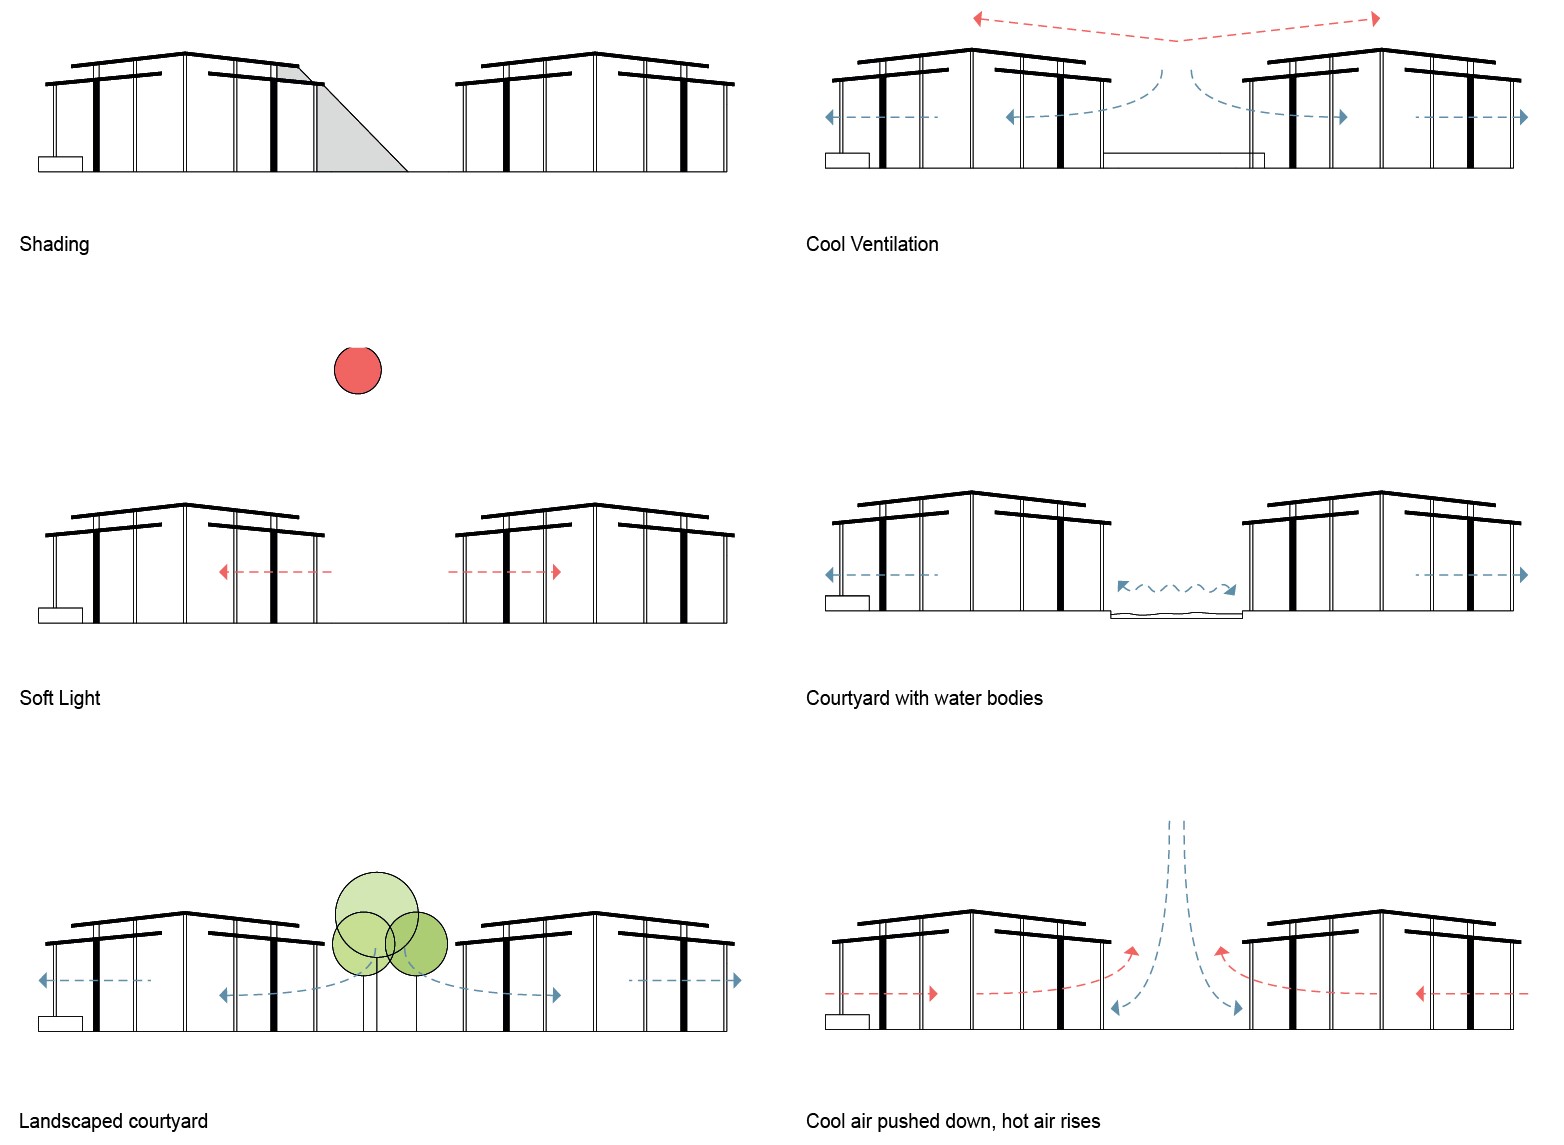 Shading
Cool Ventilation
Soft Light
Courtyard with water bodies
Landscaped courtyard
Cool air pushed down, hot air rises